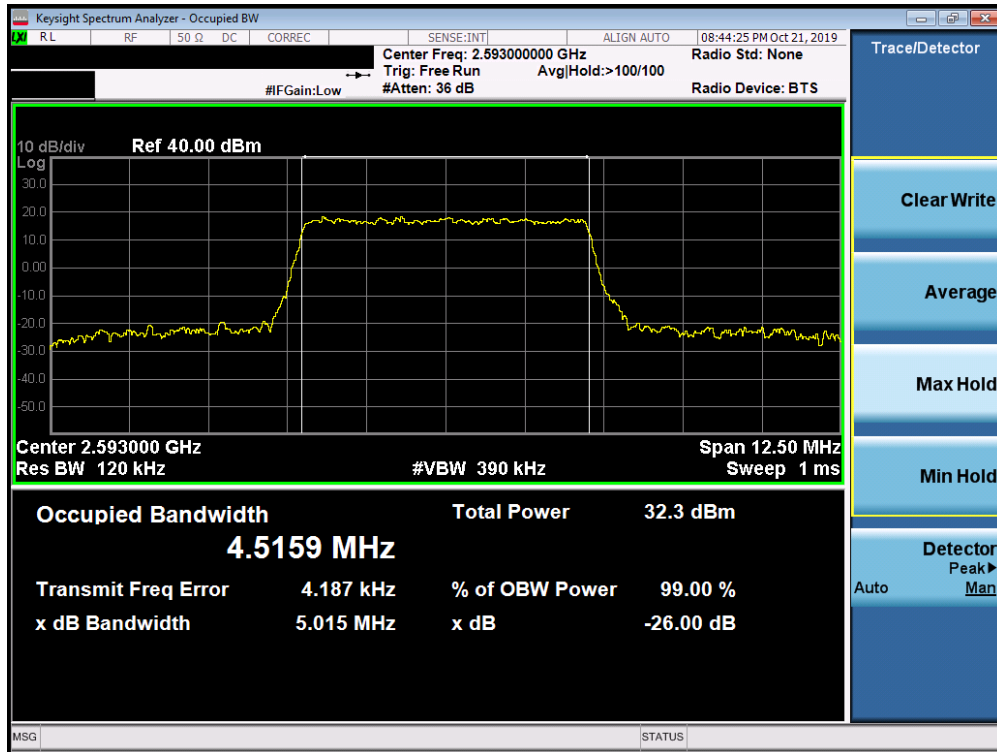 Keysight Spectrum Analyzer - Occupied BW
LXI RL RF 50 Ω DC CORREC SENSE:INT ALIGN AUTO 08:44:25 PM Oct 21, 2019
Center Freq: 2.593000000 GHz Radio Std: None
Trig: Free Run Avg|Hold:>100/100
#IFGain:Low #Atten: 36 dB Radio Device: BTS
Trace/Detector
10 dB/div Ref 40.00 dBm
Log
30.0
20.0
10.0
0.00
-10.0
-20.0
-30.0
-40.0
-50.0
Center 2.593000 GHz Span 12.50 MHz
Res BW 120 kHz #VBW 390 kHz Sweep 1 ms
Occupied Bandwidth Total Power 32.3 dBm
4.5159 MHz
Transmit Freq Error 4.187 kHz % of OBW Power 99.00 %
x dB Bandwidth 5.015 MHz x dB -26.00 dB
Clear Write
Average
Max Hold
Min Hold
Detector
Peak▶
Auto Man
MSG STATUS